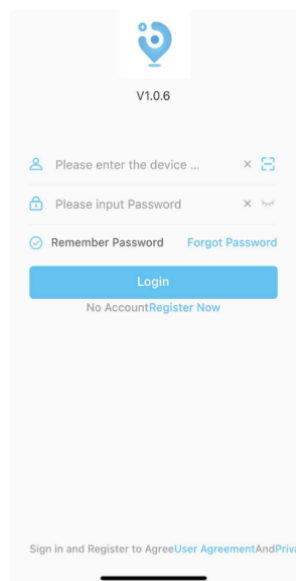 V1.0.6
Please enter the device ...
Please input Password
Remember Password Forgot Password
Login
No AccountRegister Now
Sign in and Register to AgreeUser AgreementAndPriva